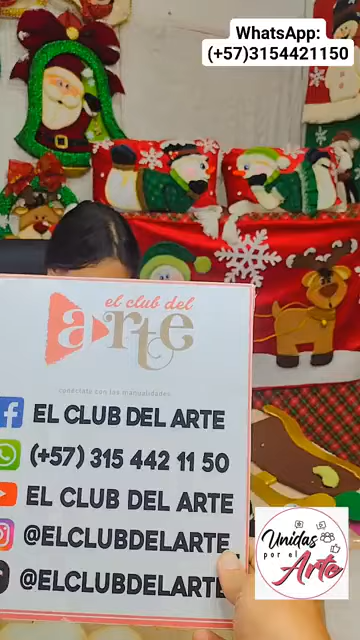 WhatsApp:
(+57)3154421150
el club del
arte
conéctate con las manualidades
EL CLUB DEL ARTE
(+57) 315 442 11 50
EL CLUB DEL ARTE
@ELCLUBDELARTE
@ELCLUBDELARTE
Unidas
por el
Arte